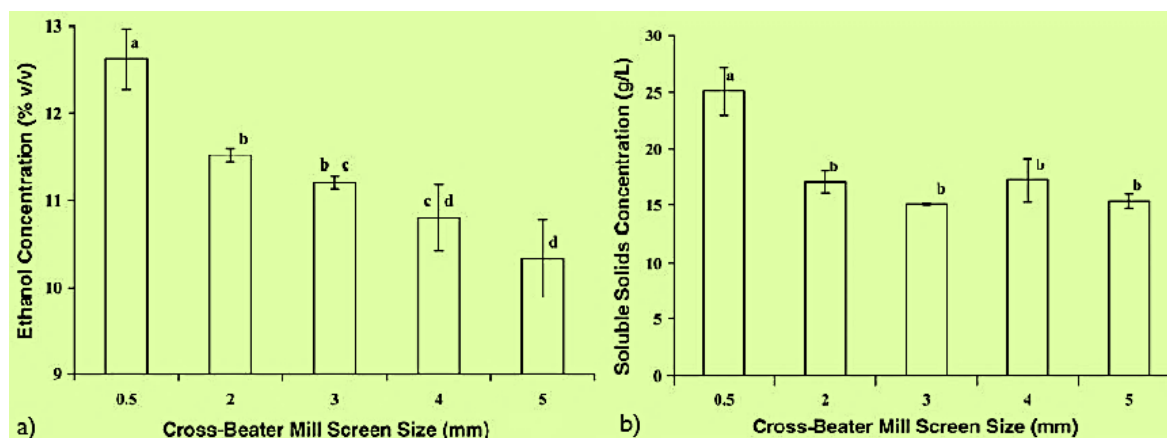 Ethanol Concentration (% v/v)
13
12
11
10
9
a
b
b c
c d
d
0.5 2 3 4 5
a) Cross-Beater Mill Screen Size (mm)
Soluble Solids Concentration (g/L)
30
25
20
15
10
5
0
a
b
b
b
b
0.5 2 3 4 5
b) Cross-Beater Mill Screen Size (mm)